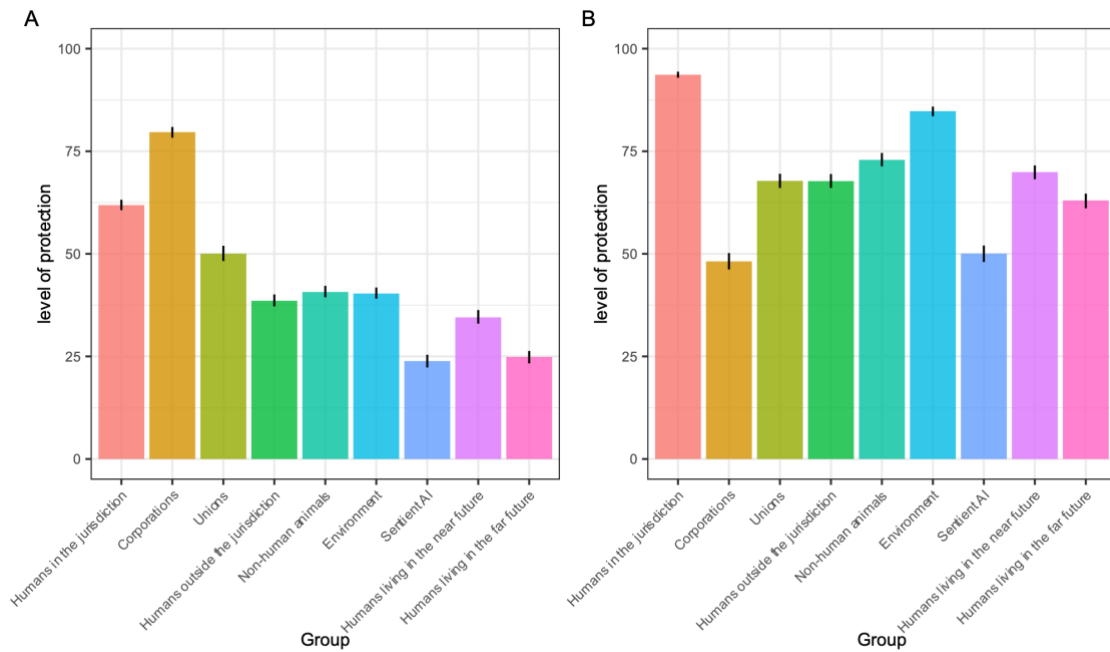 A
level of protection
100
75
50
25
0
Humans in the jurisdiction
Corporations
Unions
Humans outside the jurisdiction
Non-human animals
Environment
Sentient AI
Humans living in the near future
Humans living in the far future
Group
B
level of protection
100
75
50
25
0
Humans in the jurisdiction
Corporations
Unions
Humans outside the jurisdiction
Non-human animals
Environment
Sentient AI
Humans living in the near future
Humans living in the far future
Group